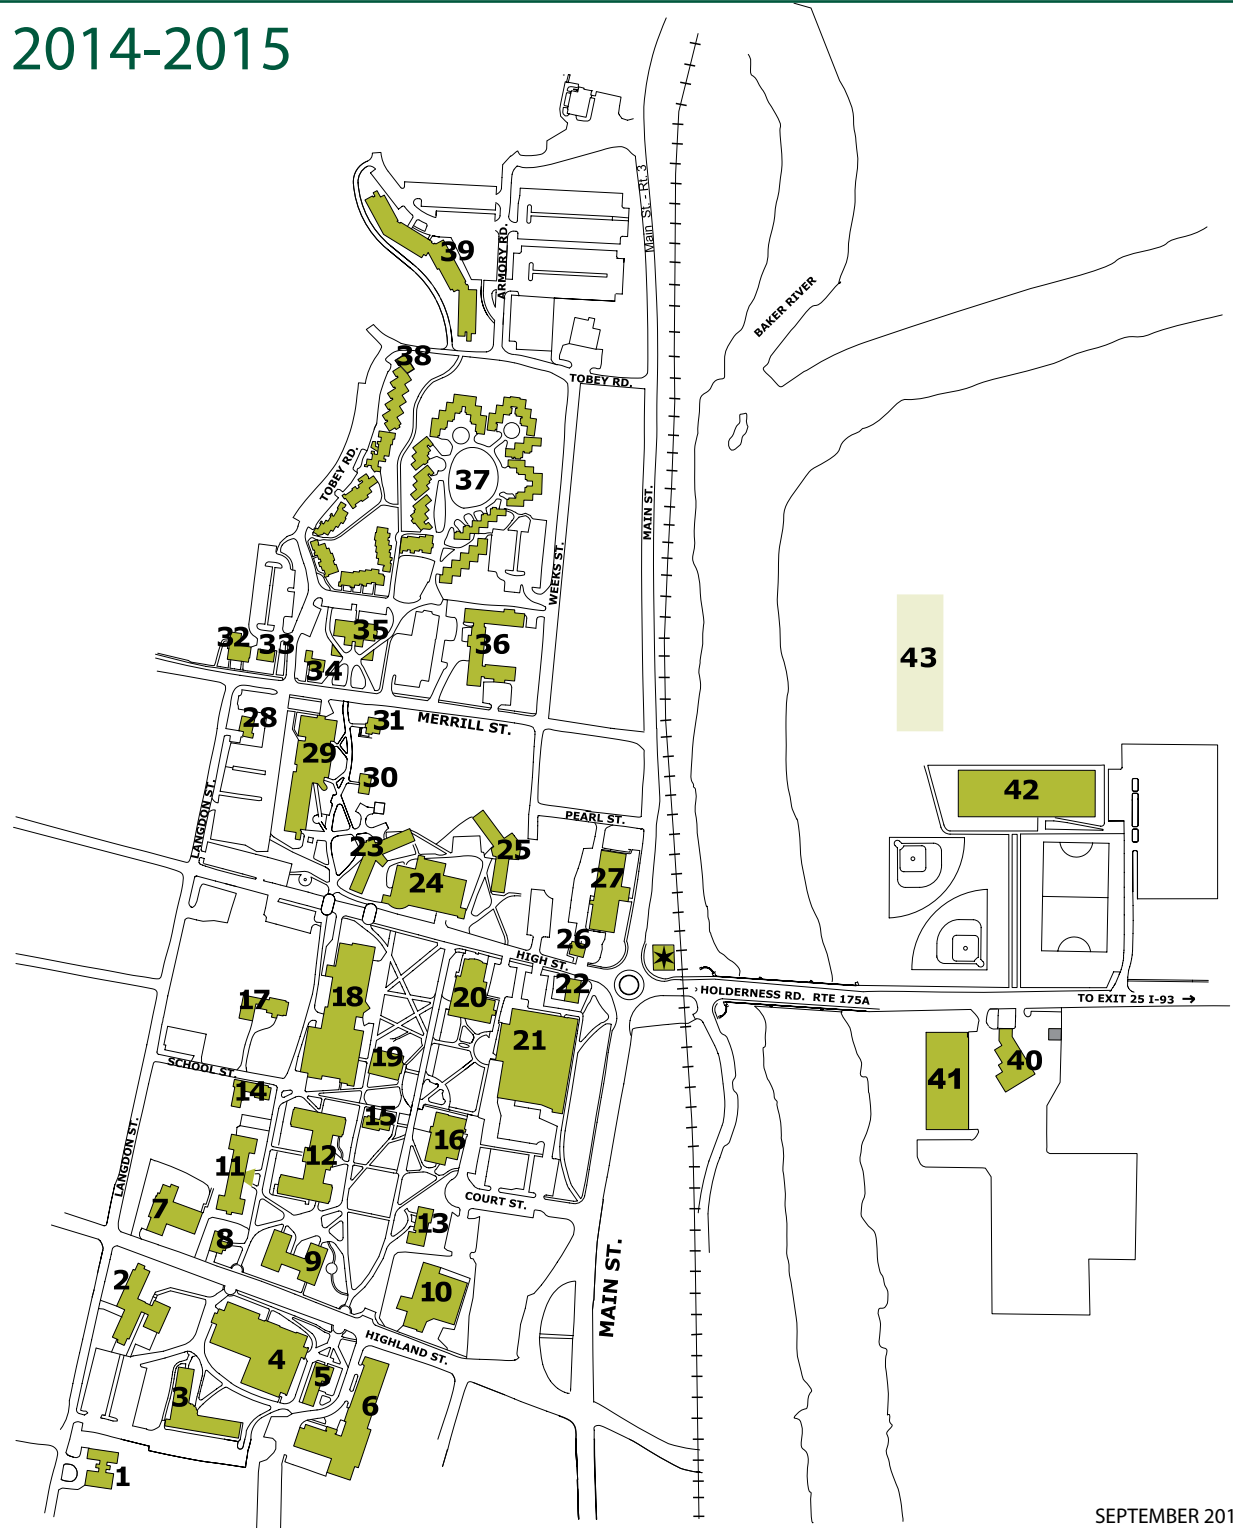 2014-2015
Main St. - Rt. 3
ARMORY RD.
39
BAKER RIVER
38
TOBEY RD.
TOBEY RD.
37
MAIN ST.
WEEKS ST.
32
33
35
36
34
43
28
31
MERRILL ST.
29
30
42
LANGDON ST.
PEARL ST.
23
25
24
27
26
HIGH ST.
22
HOLDERNESS RD. RTE 175A
TO EXIT 25 I-93 →
17
18
20
21
19
40
41
SCHOOL ST.
14
15
16
12
11
LANGDON ST.
COURT ST.
7
13
8
9
MAIN ST.
2
10
HIGHLAND ST.
4
5
3
6
1
SEPTEMBER 201